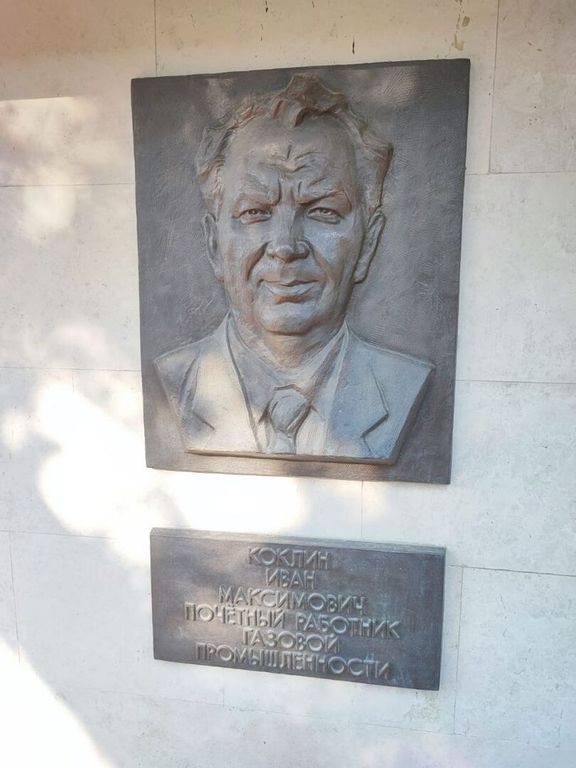 КОКЛИН
ИВАН
МАКСИМОВИЧ
ПОЧЁТНЫЙ РАБОТНИК
ГАЗОВОЙ
ПРОМЫШЛЕННОСТИ